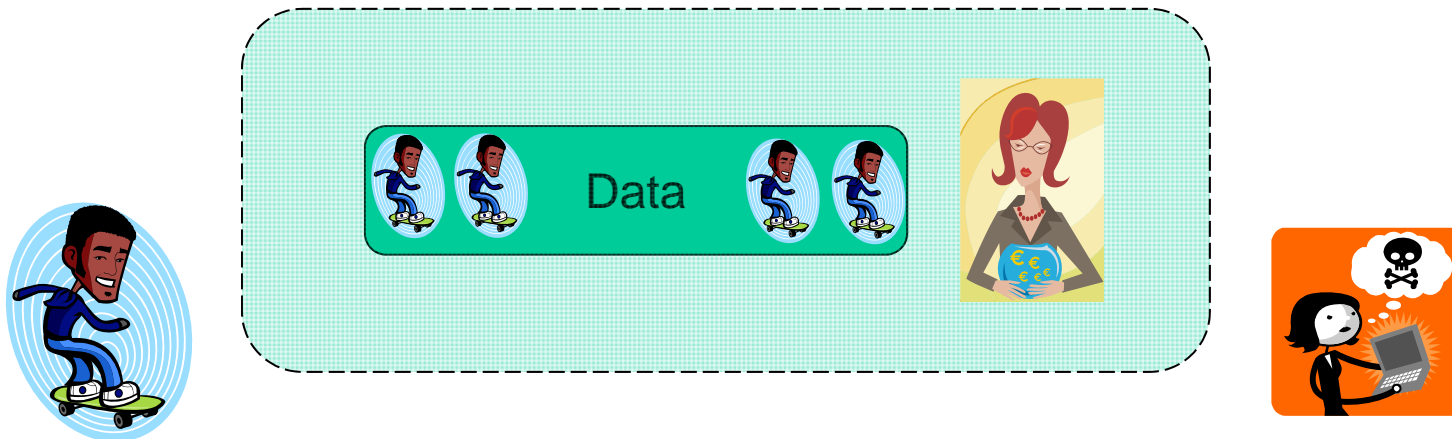 Data
€ € € € €